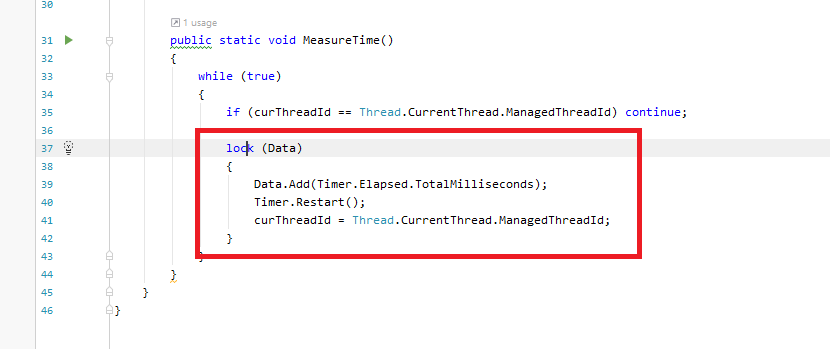 30
1 usage
31 public static void MeasureTime()
32 {
33 while (true)
34 {
35 if (curThreadId == Thread.CurrentThread.ManagedThreadId) continue;
36
37 lock (Data)
38 {
39 Data.Add(Timer.Elapsed.TotalMilliseconds);
40 Timer.Restart();
41 curThreadId = Thread.CurrentThread.ManagedThreadId;
42 }
43 }
44 }
45 }
46 }